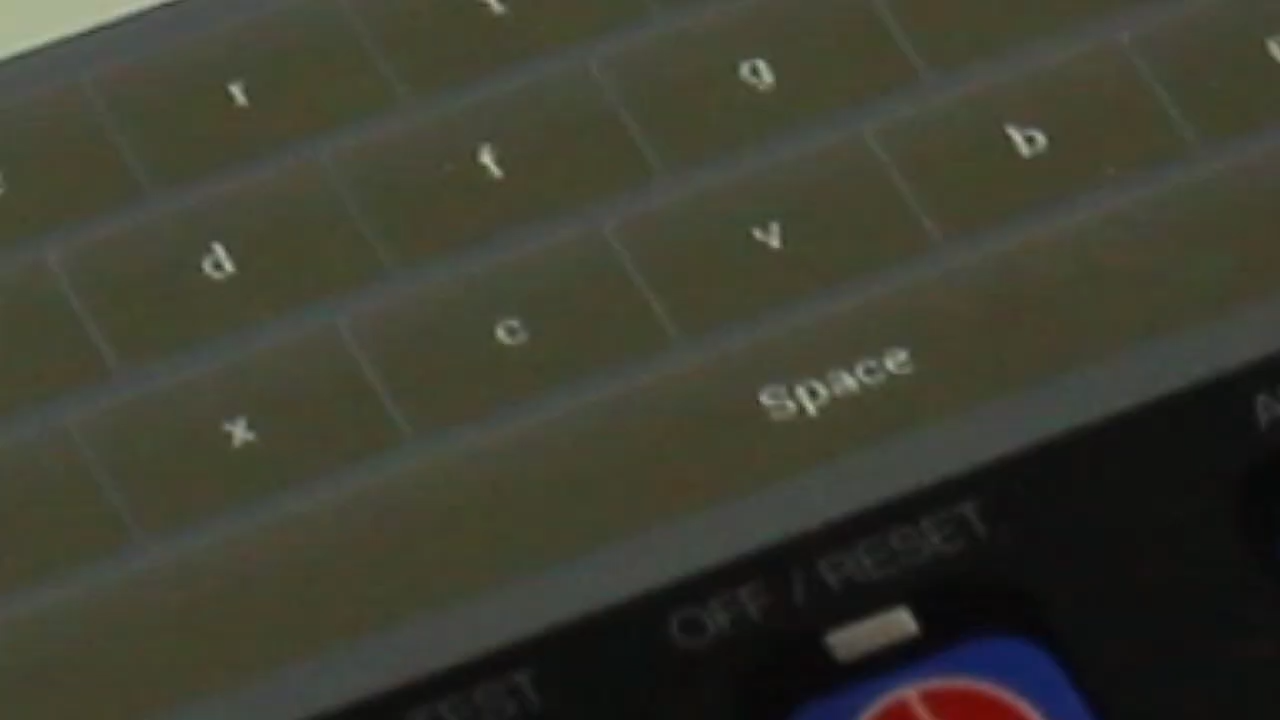 r
g
d f
v b
x c
Space
OFF / RESET